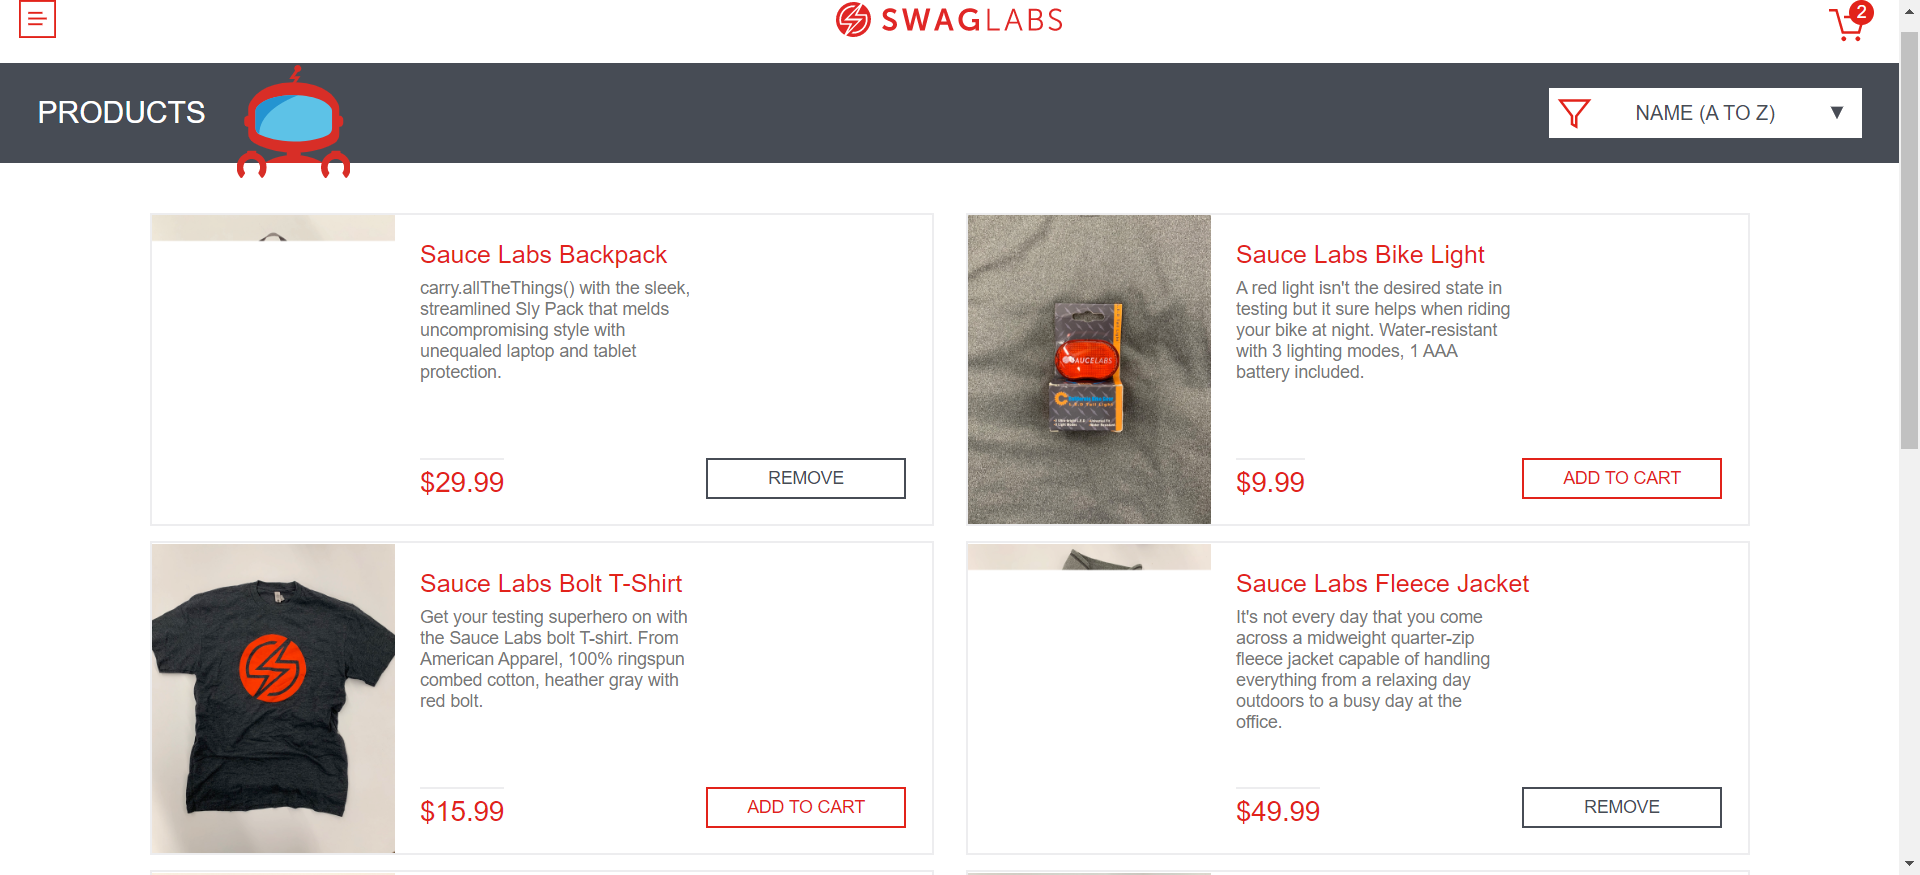 SWAGLABS
2
PRODUCTS
NAME (A TO Z)
Sauce Labs Backpack
carry.allTheThings() with the sleek,
streamlined Sly Pack that melds
uncompromising style with
unequaled laptop and tablet
protection.
$29.99
REMOVE
Sauce Labs Bike Light
A red light isn't the desired state in
testing but it sure helps when riding
your bike at night. Water-resistant
with 3 lighting modes, 1 AAA
battery included.
SAUCELABS
$9.99
ADD TO CART
Sauce Labs Bolt T-Shirt
Get your testing superhero on with
the Sauce Labs bolt T-shirt. From
American Apparel, 100% ringspun
combed cotton, heather gray with
red bolt.
$15.99
ADD TO CART
Sauce Labs Fleece Jacket
It's not every day that you come
across a midweight quarter-zip
fleece jacket capable of handling
everything from a relaxing day
outdoors to a busy day at the
office.
$49.99
REMOVE